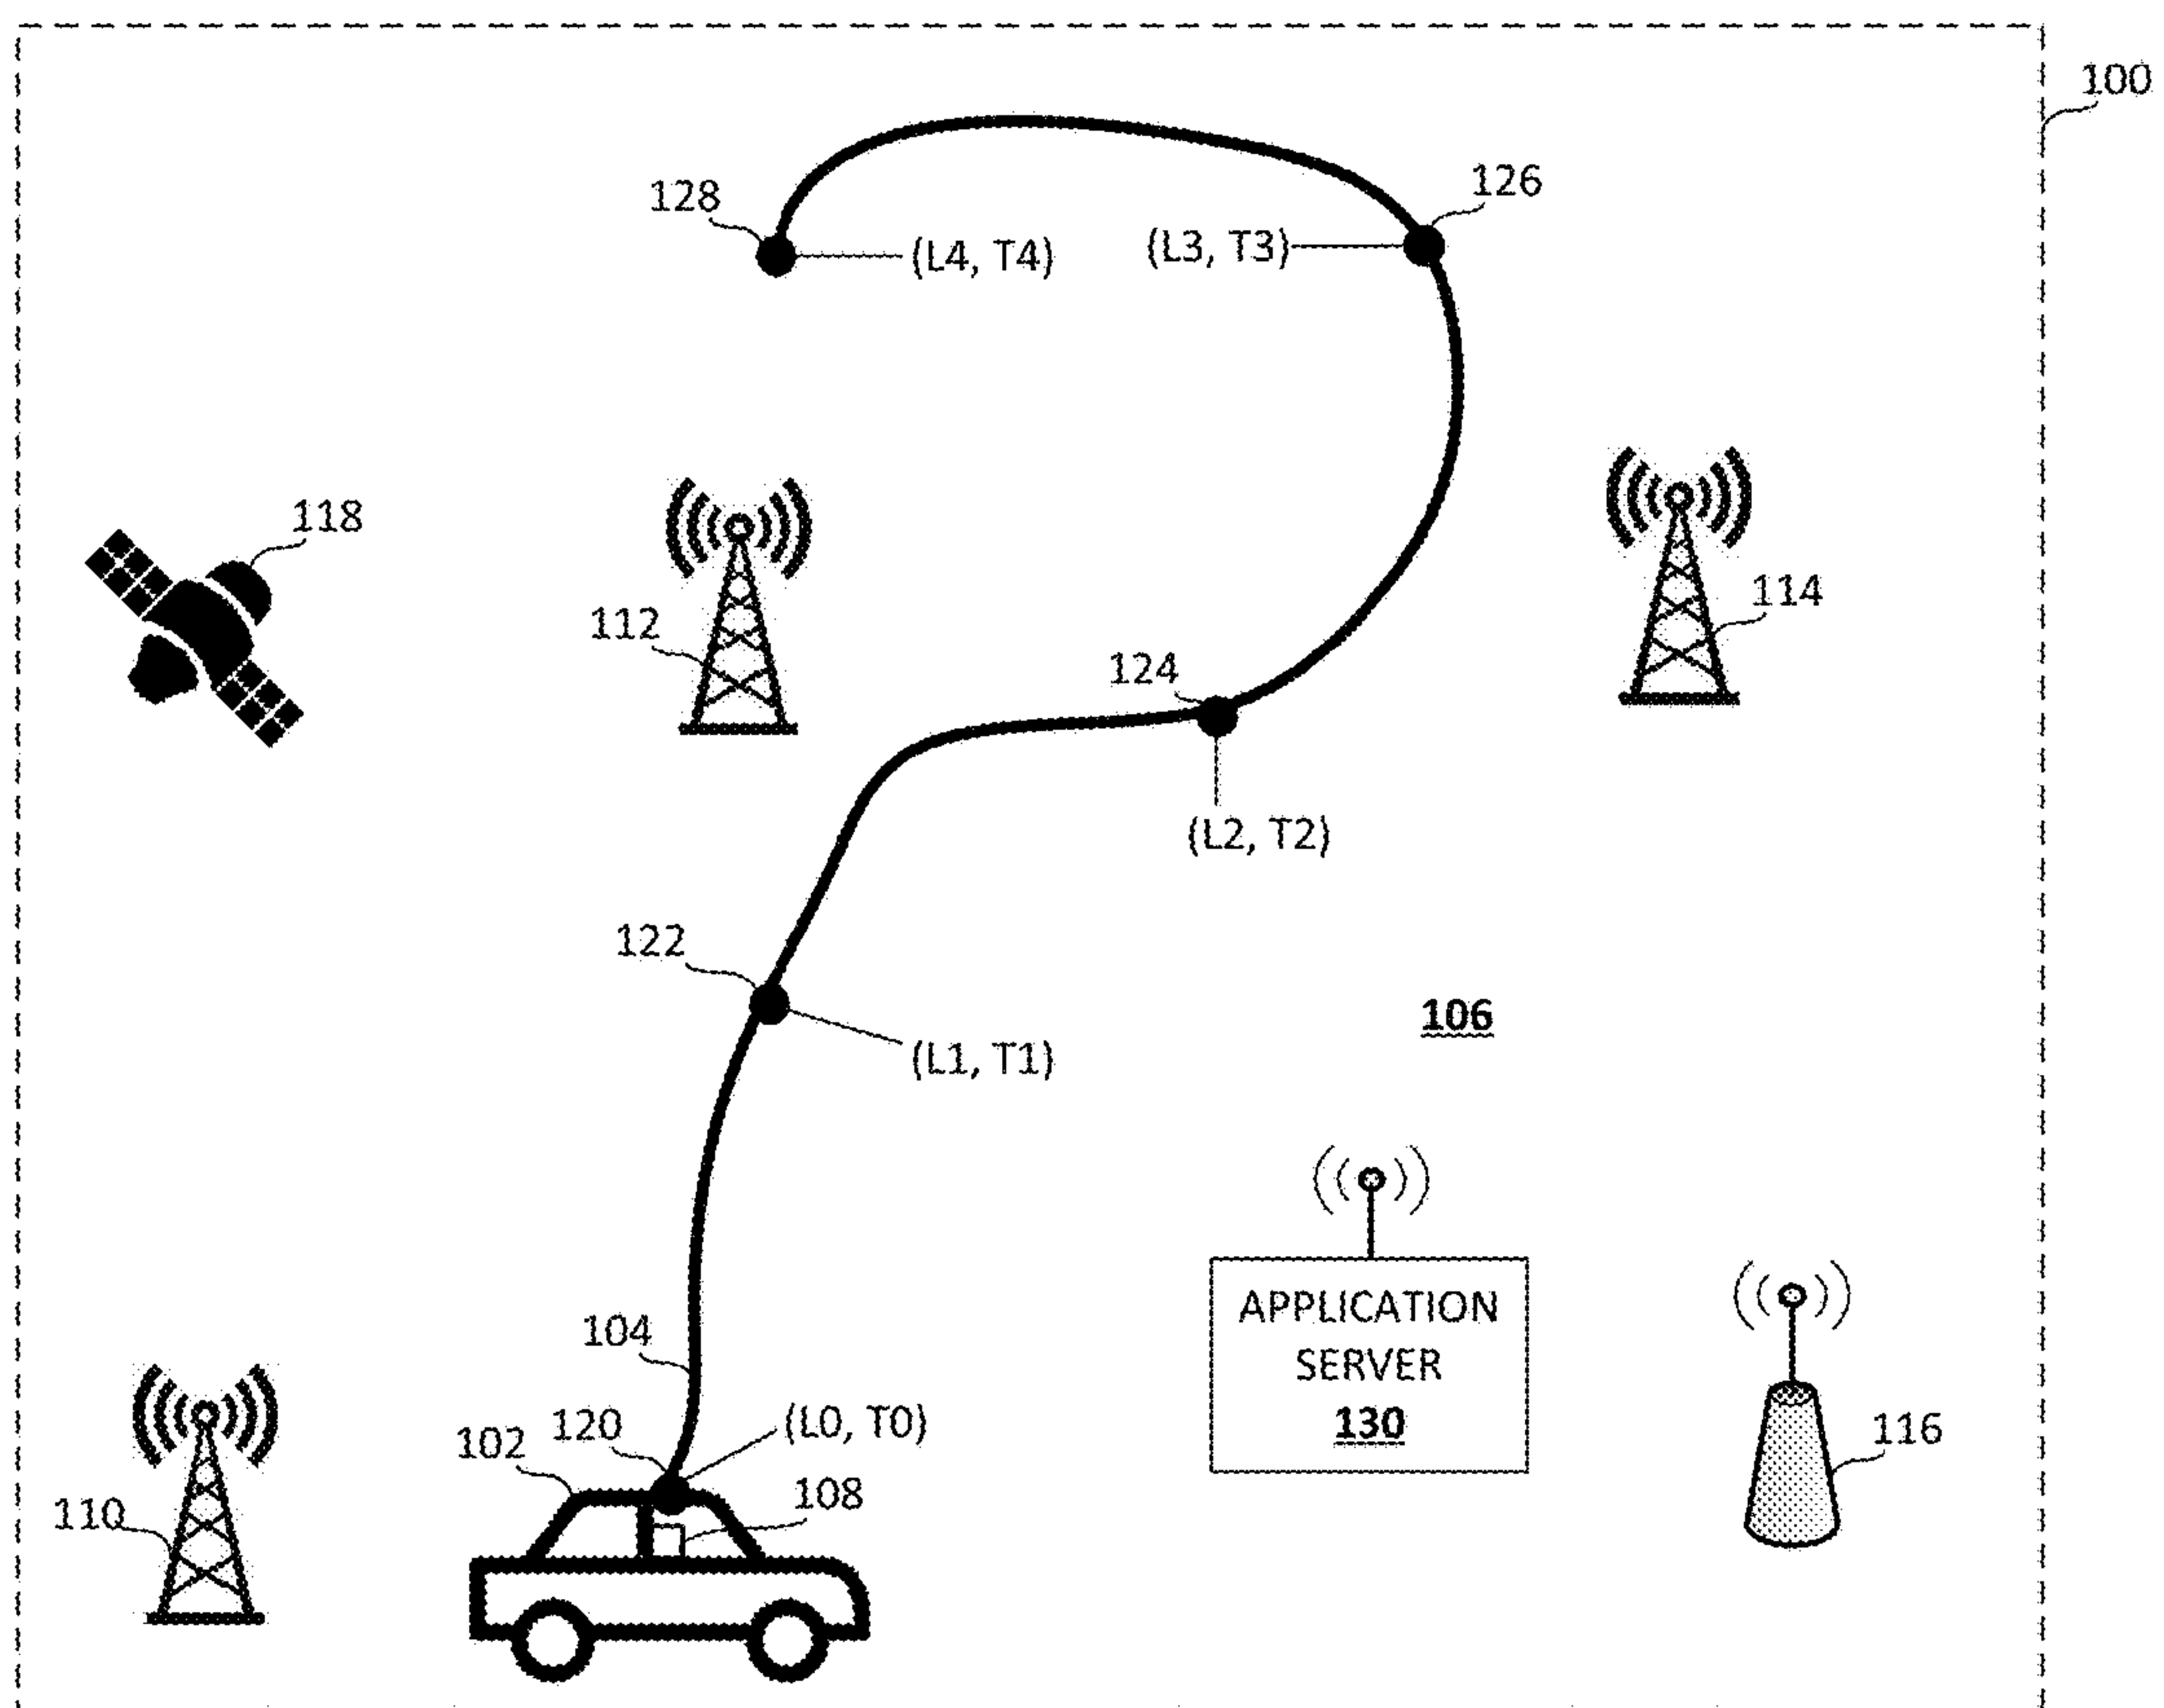 100
126
128
(L4, T4)
(L3, T3)
118
112
114
124
(L2, T2)
122
106
(L1, T1)
104
APPLICATION
SERVER
130
120
(L0, T0)
102
116
108
110